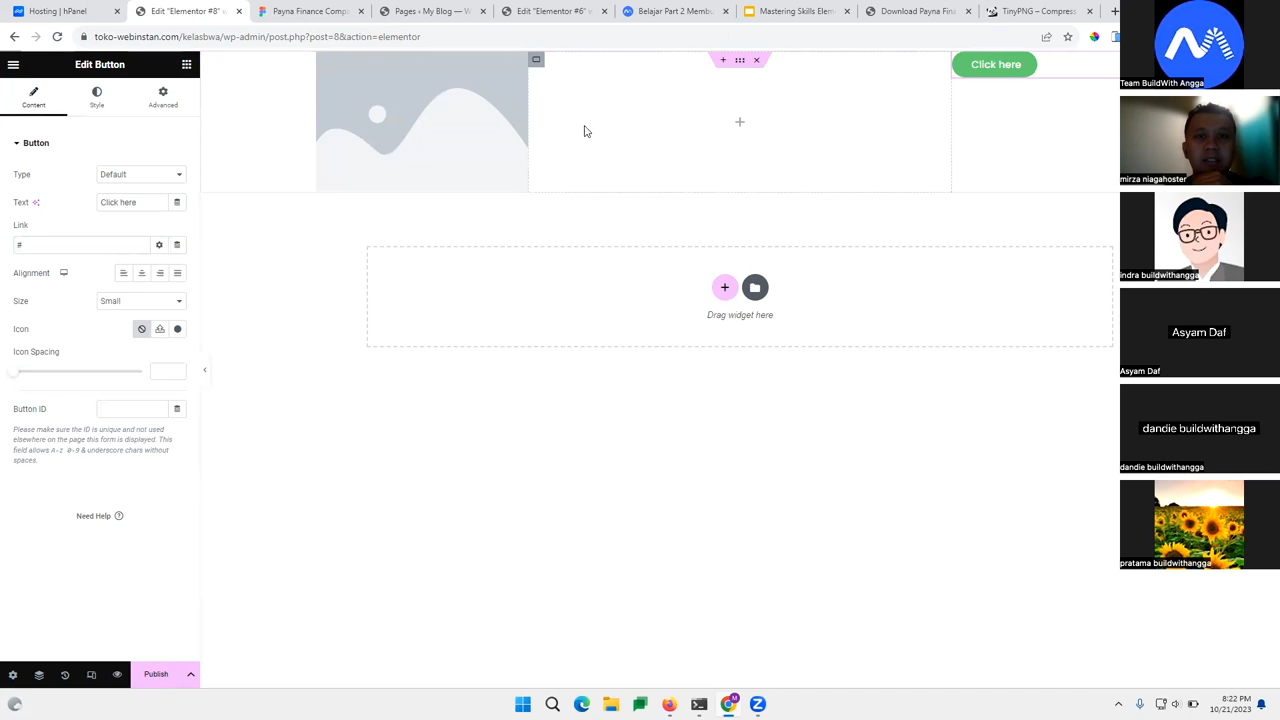 Hosting | hPanel
Edit "Elementor #8" wi
Payna Finance Compor
Pages ‹ My Blog — W
Edit "Elementor #6" w
Belajar Part 2 Membu
Mastering Skills Eleme
Download Payna Fina
TinyPNG – Compress
toko-webinstan.com/kelasbwa/wp-admin/post.php?post=8&action=elementor
Edit Button
Content
Style
Advanced
Button
Type
Default
Text
Click here
Link
#
Alignment
Size
Small
Icon
Icon Spacing
Button ID
Please make sure the ID is unique and not used
elsewhere on the page this form is displayed. This
field allows A-z 0-9 & underscore chars without
spaces.
Need Help
Publish
Click here
Drag widget here
Team BuildWith Angga
mirza niagahoster
indra buildwithangga
Asyam Daf
Asyam Daf
dandie buildwithangga
dandie buildwithangga
pratama buildwithangga
8:22 PM
10/21/2023